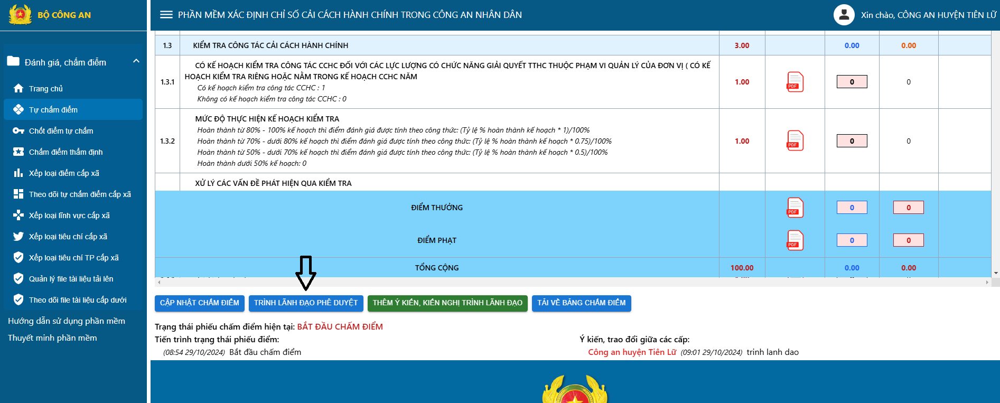 BỘ CÔNG AN
PHẦN MỀM XÁC ĐỊNH CHỈ SỐ CẢI CÁCH HÀNH CHÍNH TRONG CÔNG AN NHÂN DÂN
Xin chào, CÔNG AN HUYỆN TIÊN LỮ
Đánh giá, chấm điểm
Trang chủ
Tự chấm điểm
Chốt điểm tự chấm
Chấm điểm thẩm định
Xếp loại điểm cấp xã
Theo dõi tự chấm điểm cấp xã
Xếp loại lĩnh vực cấp xã
Xếp loại tiêu chí cấp xã
Xếp loại tiêu chí TP cấp xã
Quản lý file tài liệu tải lên
Theo dõi file tài liệu cấp dưới
Hướng dẫn sử dụng phần mềm
Thuyết minh phần mềm
1.3 KIỂM TRA CÔNG TÁC CẢI CÁCH HÀNH CHÍNH 3.00 0.00 0.00
CÓ KẾ HOẠCH KIỂM TRA CÔNG TÁC CCHC ĐỐI VỚI CÁC LỰC LƯỢNG CÓ CHỨC NĂNG GIẢI QUYẾT TTHC THUỘC PHẠM VI QUẢN LÝ CỦA ĐƠN VỊ ( CÓ KẾ
HOẠCH KIỂM TRA RIÊNG HOẶC NẰM TRONG KẾ HOẠCH CCHC NĂM
1.3.1 1.00 PDF 0 0
Có kế hoạch kiểm tra công tác CCHC : 1
Không có kế hoạch kiểm tra công tác CCHC : 0
MỨC ĐỘ THỰC HIỆN KẾ HOẠCH KIỂM TRA
Hoàn thành từ 80% - 100% kế hoạch thì điểm đánh giá được tính theo công thức: (Tỷ lệ % hoàn thành kế hoạch * 1)/100%
1.3.2 Hoàn thành từ 70% - dưới 80% kế hoạch thì điểm đánh giá được tính theo công thức: (Tỷ lệ % hoàn thành kế hoạch * 0.75)/100% 1.00 PDF 0 0
Hoàn thành từ 50% - dưới 70% kế hoạch thì điểm đánh giá được tính theo công thức: (Tỷ lệ % hoàn thành kế hoạch * 0.5)/100%
Hoàn thành dưới 50% kế hoạch: 0
XỬ LÝ CÁC VẤN ĐỀ PHÁT HIỆN QUA KIỂM TRA
ĐIỂM THƯỞNG PDF 0 0
ĐIỂM PHẠT PDF 0 0
TỔNG CỘNG 100.00 0.00 0.00
CẬP NHẬT CHẤM ĐIỂM
TRÌNH LÃNH ĐẠO PHÊ DUYỆT
THÊM Ý KIẾN, KIẾN NGHỊ TRÌNH LÃNH ĐẠO
TẢI VỀ BẢNG CHẤM ĐIỂM
Trạng thái phiếu chấm điểm hiện tại: BẮT ĐẦU CHẤM ĐIỂM
Tiến trình trạng thái phiếu điểm:
(08:54 29/10/2024) Bắt đầu chấm điểm
Ý kiến, trao đổi giữa các cấp:
Công an huyện Tiên Lữ (09:01 29/10/2024) trinh lanh dao